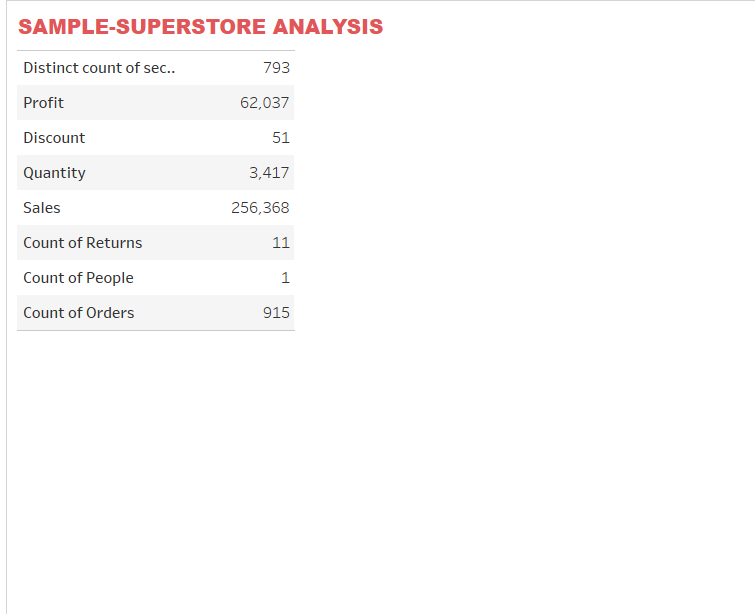 SAMPLE-SUPERSTORE ANALYSIS
Distinct count of sec.. 793
Profit 62,037
Discount 51
Quantity 3,417
Sales 256,368
Count of Returns 11
Count of People 1
Count of Orders 915